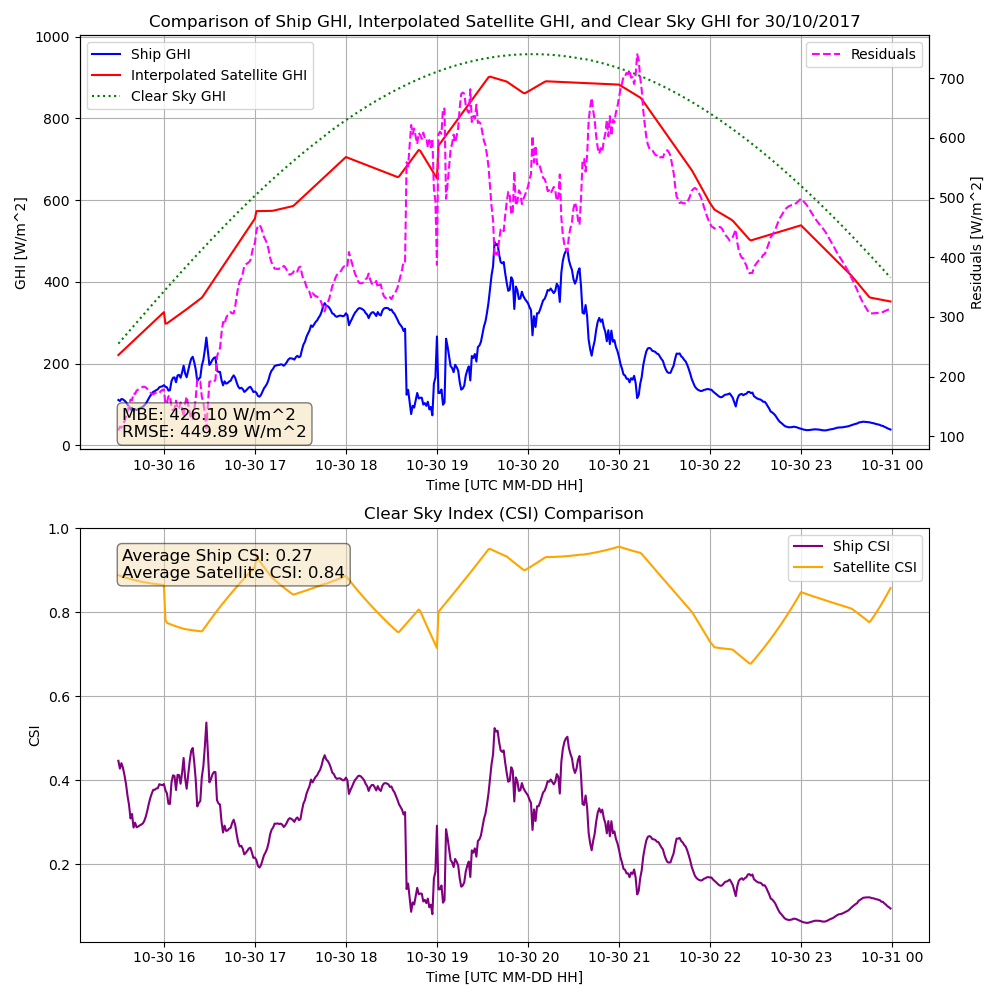 Comparison of Ship GHI, Interpolated Satellite GHI, and Clear Sky GHI for 30/10/2017
Ship GHI
Interpolated Satellite GHI
Clear Sky GHI
Residuals
1000
800
600
400
200
0
GHI [W/m^2]
700
600
500
400
300
200
100
Residuals [W/m^2]
MBE: 426.10 W/m^2
RMSE: 449.89 W/m^2
10-30 16 10-30 17 10-30 18 10-30 19 10-30 20 10-30 21 10-30 22 10-30 23 10-31 00
Time [UTC MM-DD HH]
Clear Sky Index (CSI) Comparison
Average Ship CSI: 0.27
Average Satellite CSI: 0.84
Ship CSI
Satellite CSI
1.0
0.8
0.6
0.4
0.2
CSI
10-30 16 10-30 17 10-30 18 10-30 19 10-30 20 10-30 21 10-30 22 10-30 23 10-31 00
Time [UTC MM-DD HH]